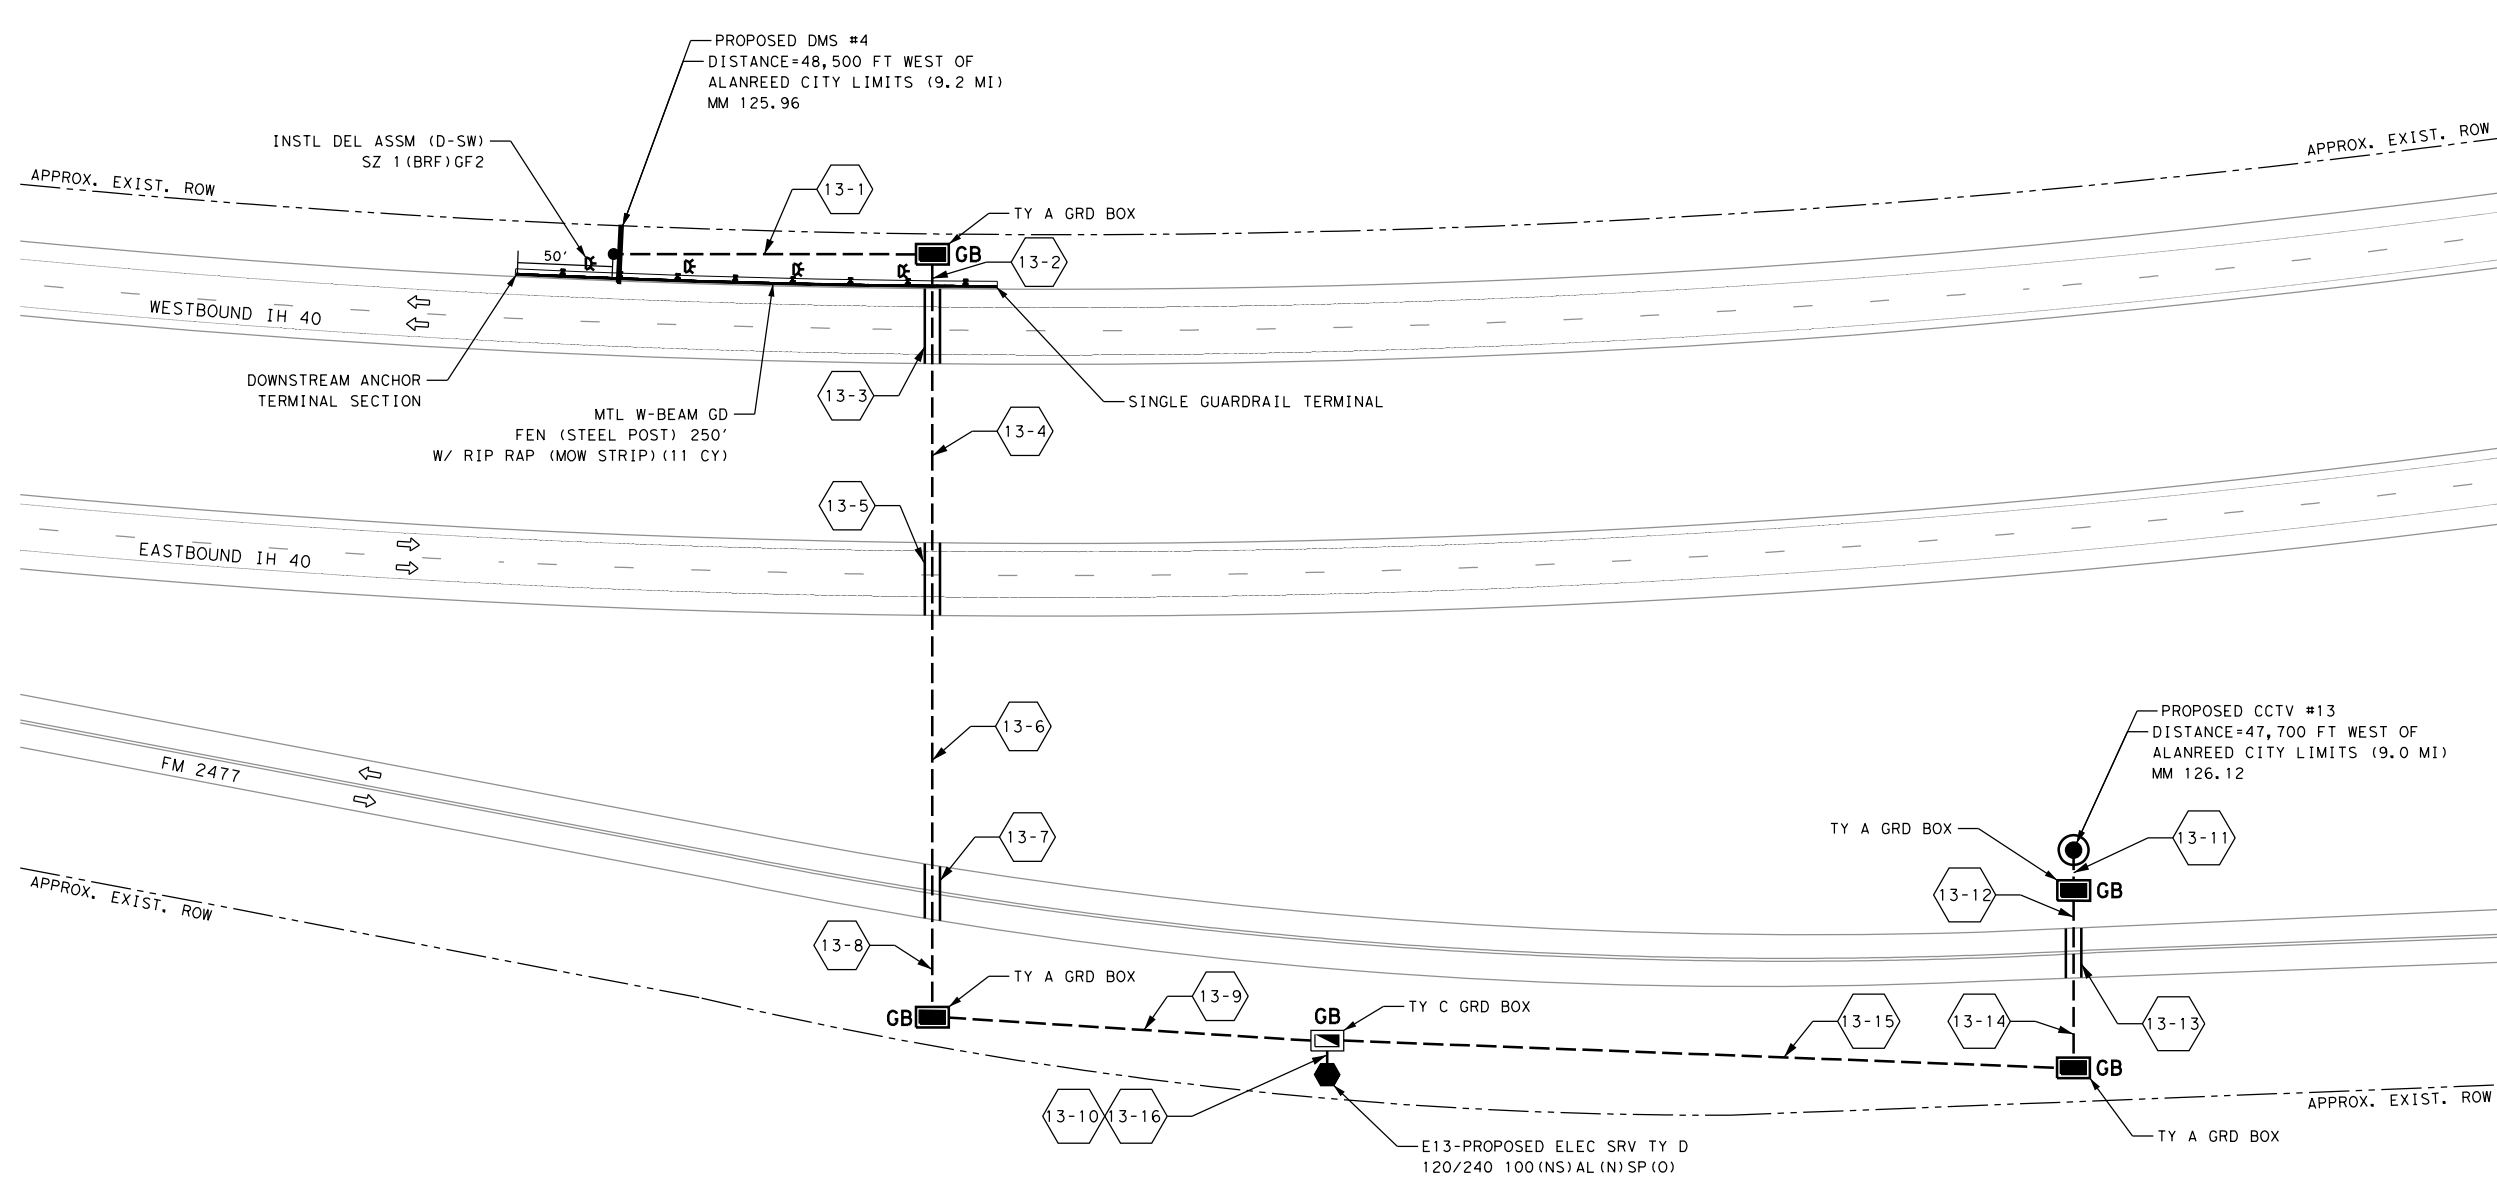 PROPOSED DMS #4
DISTANCE=48,500 FT WEST OF
ALANREED CITY LIMITS (9.2 MI)
MM 125.96
INSTL DEL ASSM (D-SW)
SZ 1(BRF)GF2
APPROX. EXIST. ROW
APPROX. EXIST. ROW
13-1
TY A GRD BOX
GB
13-2
50'
WESTBOUND IH 40
DOWNSTREAM ANCHOR
TERMINAL SECTION
13-3
SINGLE GUARDRAIL TERMINAL
MTL W-BEAM GD
FEN (STEEL POST) 250'
W/ RIP RAP (MOW STRIP)(11 CY)
13-4
13-5
EASTBOUND IH 40
13-6
FM 2477
PROPOSED CCTV #13
DISTANCE=47,700 FT WEST OF
ALANREED CITY LIMITS (9.0 MI)
MM 126.12
13-7
TY A GRD BOX
13-11
APPROX. EXIST. ROW
13-12
GB
13-8
TY A GRD BOX
GB
13-9
GB
TY C GRD BOX
13-15
13-14
13-13
GB
13-10
13-16
APPROX. EXIST. ROW
TY A GRD BOX
E13-PROPOSED ELEC SRV TY D
120/240 100(NS)AL(N)SP(O)